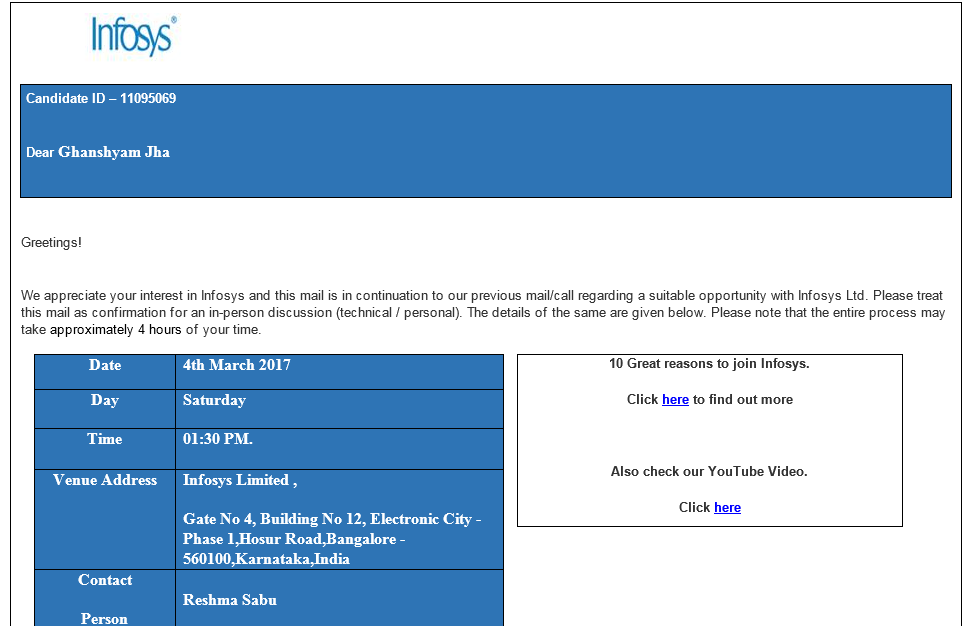 Infosys®
Candidate ID – 11095069
Dear Ghanshyam Jha
Greetings!
We appreciate your interest in Infosys and this mail is in continuation to our previous mail/call regarding a suitable opportunity with Infosys Ltd. Please treat
this mail as confirmation for an in-person discussion (technical / personal). The details of the same are given below. Please note that the entire process may
take approximately 4 hours of your time.
Date
4th March 2017
Day
Saturday
Time
01:30 PM.
Venue Address
Infosys Limited ,
Gate No 4, Building No 12, Electronic City -
Phase 1,Hosur Road,Bangalore -
560100,Karnataka,India
Contact
Person
Reshma Sabu
10 Great reasons to join Infosys.
Click here to find out more
Also check our YouTube Video.
Click here